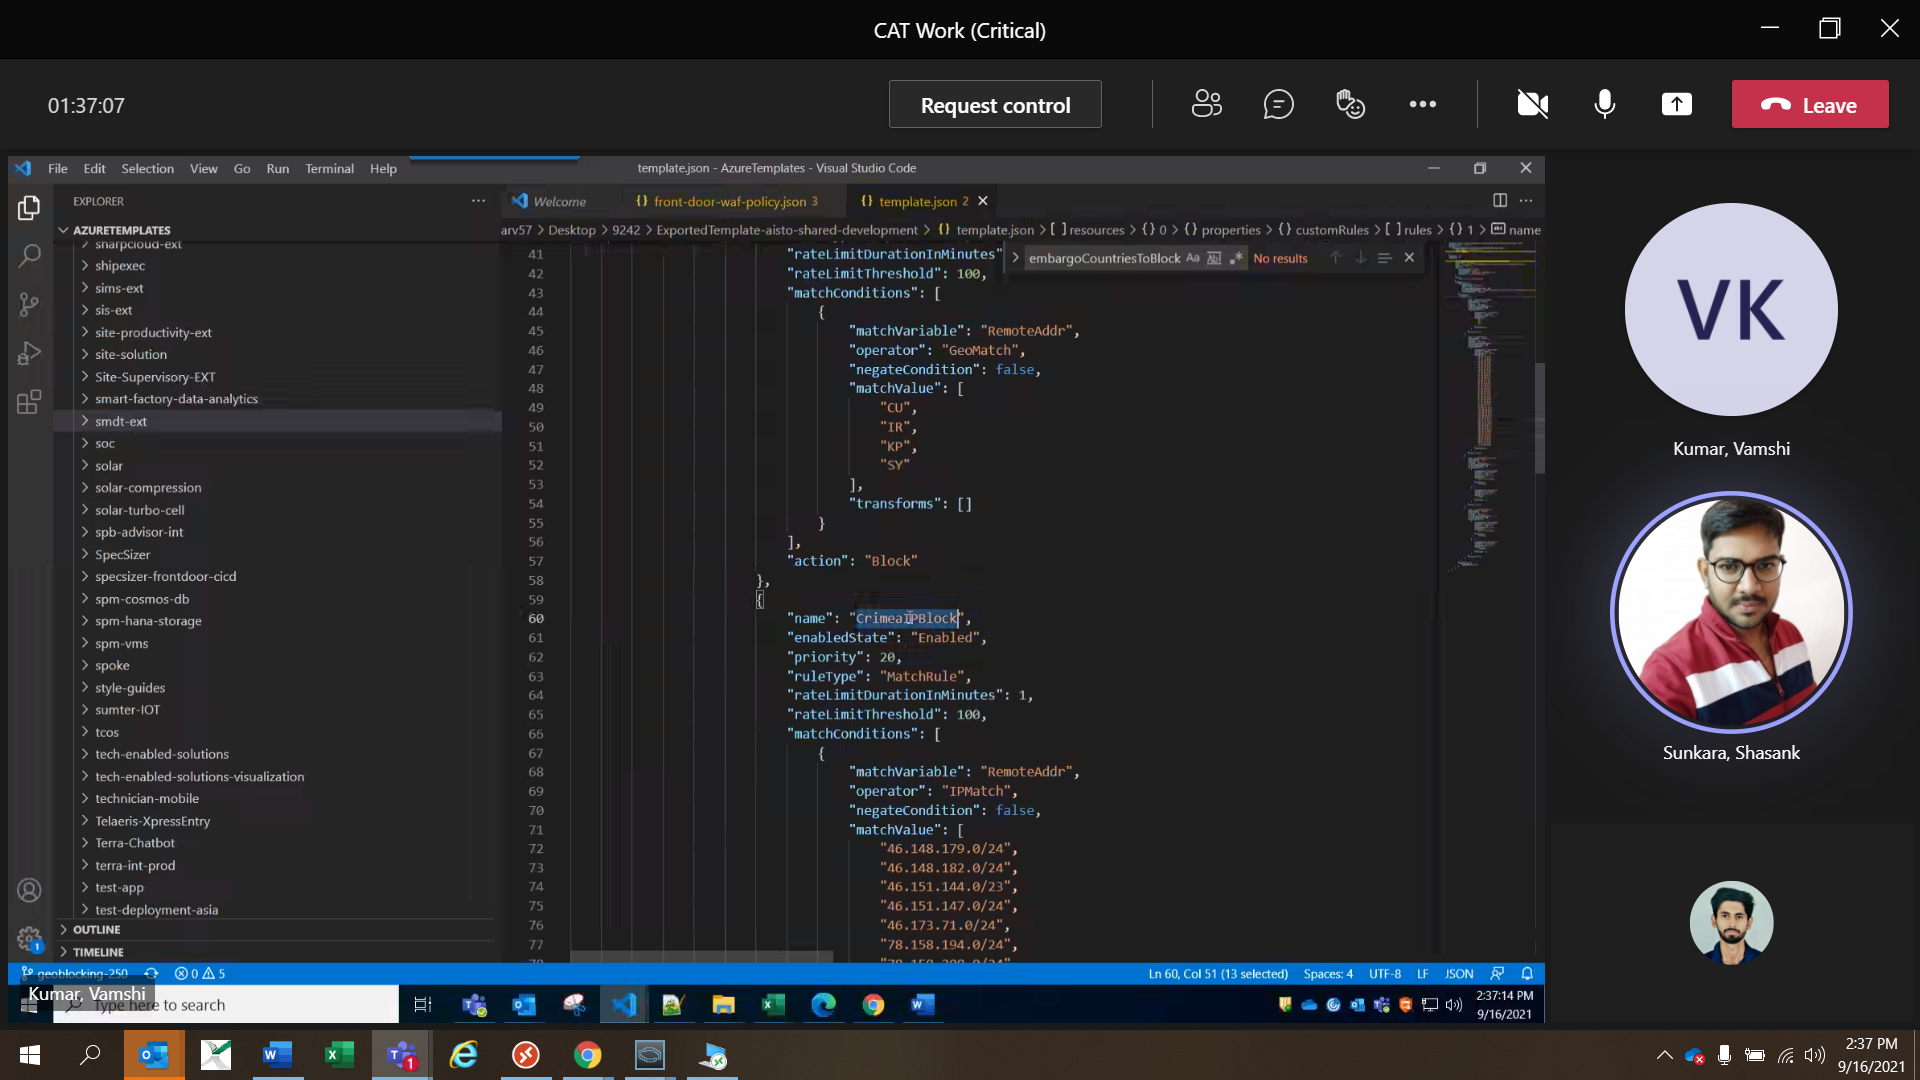 CAT Work (Critical)
01:37:07
Request control
Leave
File Edit Selection View Go Run Terminal Help
template.json - AzureTemplates - Visual Studio Code
EXPLORER
Welcome
{} front-door-waf-policy.json 3
{} template.json 2
AZURETEMPLATES
arv57 > Desktop > 9242 > ExportedTemplate-aisto-shared-development > {} template.json > [ ] resources > {} 0 > {} properties > {} customRules > [ ] rules > {} 1 > name
embargoCountriesToBlock
No results
sharpcloud-ext
shipexec
sims-ext
sis-ext
site-productivity-ext
site-solution
Site-Supervisory-EXT
smart-factory-data-analytics
smdt-ext
soc
solar
solar-compression
solar-turbo-cell
spb-advisor-int
SpecSizer
specsizer-frontdoor-cicd
spm-cosmos-db
spm-hana-storage
spm-vms
spoke
style-guides
sumter-IOT
tcos
tech-enabled-solutions
tech-enabled-solutions-visualization
technician-mobile
Telaeris-XpressEntry
Terra-Chatbot
terra-int-prod
test-app
test-deployment-asia
OUTLINE
TIMELINE
41 "rateLimitDurationInMinutes"
42 "rateLimitThreshold": 100,
43 "matchConditions": [
44 {
45 "matchVariable": "RemoteAddr",
46 "operator": "GeoMatch",
47 "negateCondition": false,
48 "matchValue": [
49 "CU",
50 "IR",
51 "KP",
52 "SY"
53 ],
54 "transforms": []
55 }
56 ],
57 "action": "Block"
58 },
59 {
60 "name": "CrimeaIPBlock",
61 "enabledState": "Enabled",
62 "priority": 20,
63 "ruleType": "MatchRule",
64 "rateLimitDurationInMinutes": 1,
65 "rateLimitThreshold": 100,
66 "matchConditions": [
67 {
68 "matchVariable": "RemoteAddr",
69 "operator": "IPMatch",
70 "negateCondition": false,
71 "matchValue": [
72 "46.148.179.0/24",
73 "46.148.182.0/24",
74 "46.151.144.0/23",
75 "46.151.147.0/24",
76 "46.173.71.0/24",
77 "78.158.194.0/24",
geoblocking-250
0 5
Ln 60, Col 51 (13 selected) Spaces: 4 UTF-8 LF JSON
Kumar, Vamshi
Type here to search
2:37:14 PM
9/16/2021
VK
Kumar, Vamshi
Sunkara, Shasank
2:37 PM
9/16/2021